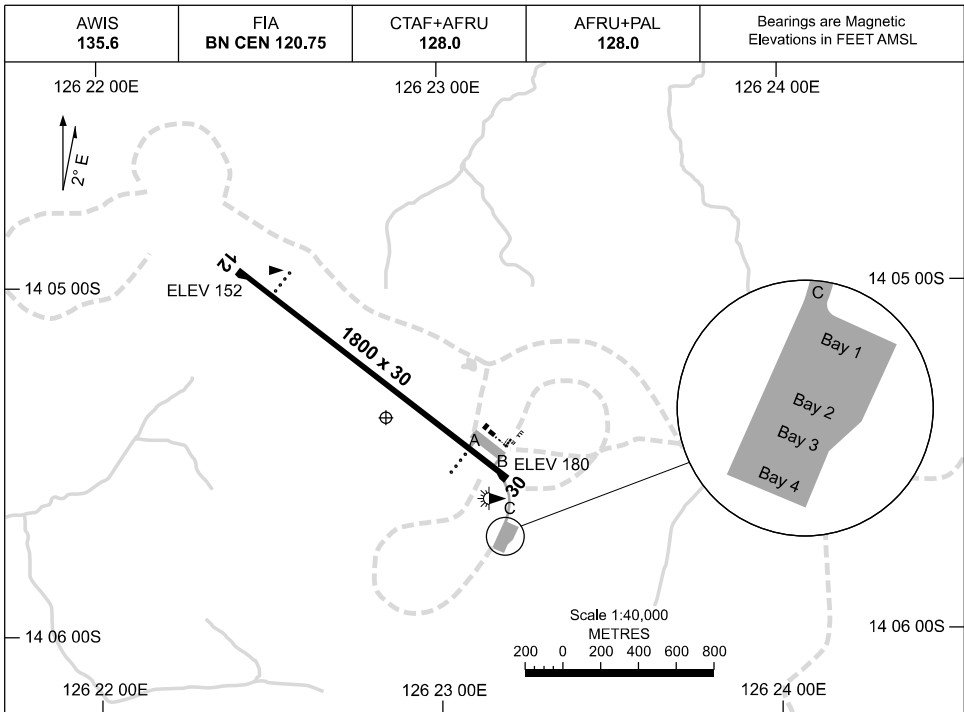 AWIS
135.6
FIA
BN CEN 120.75
CTAF+AFRU
128.0
AFRU+PAL
128.0
Bearings are Magnetic
Elevations in FEET AMSL
126 22 00E
126 23 00E
126 24 00E
2° E
12
14 05 00S
14 05 00S
ELEV 152
1800 x 30
C
Bay 1
Bay 2
Bay 3
Bay 4
A
B
ELEV 180
30
C
Scale 1:40,000
METRES
200 0 200 400 600 800
14 06 00S
14 06 00S
126 22 00E
126 23 00E
126 24 00E